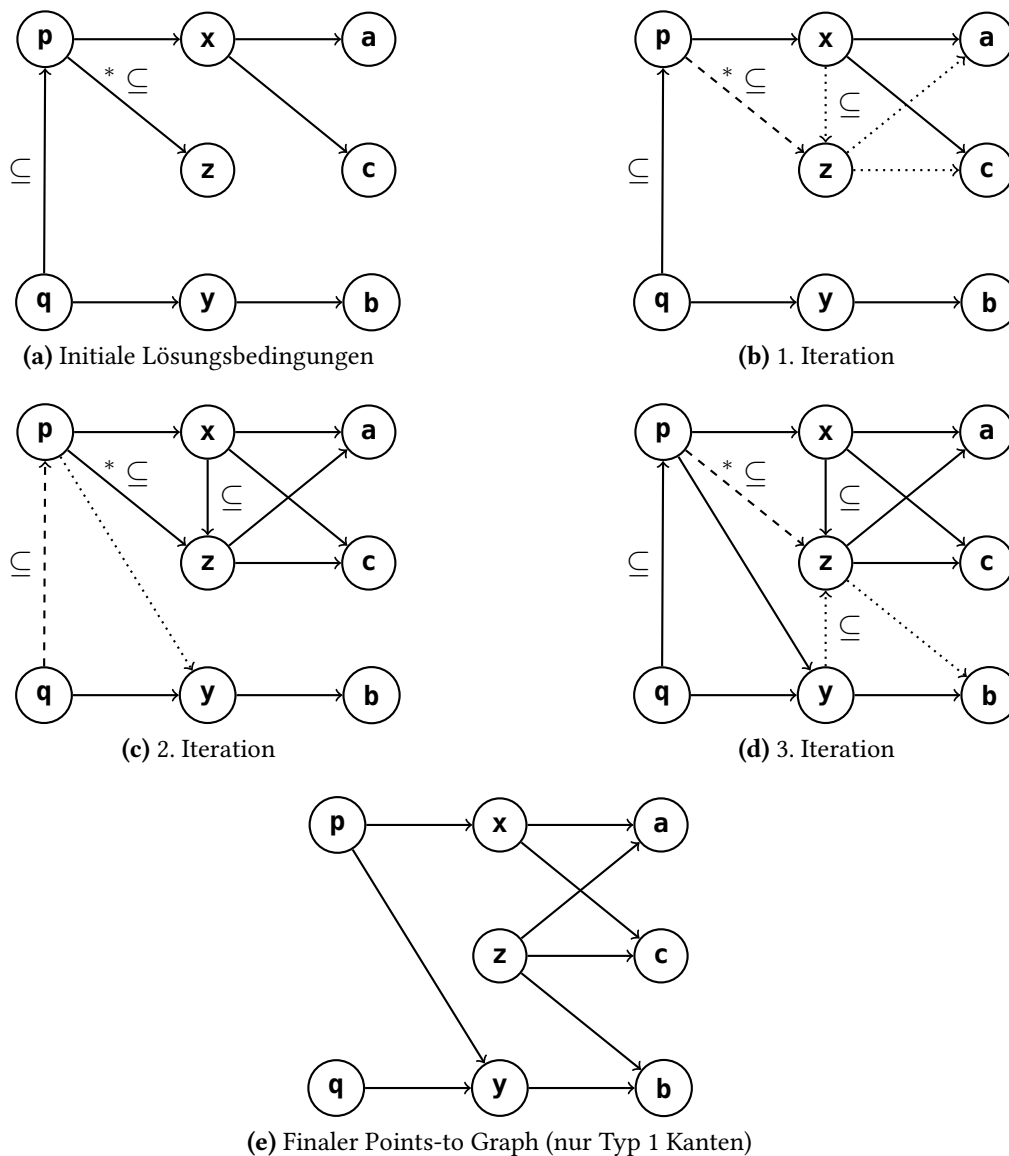 p x a p x a
* ⊆ * ⊆
⊆
⊆ z c ⊆ z c
q y b q y b
(a) Initiale Lösungsbedingungen (b) 1. Iteration
p x a p x a
* ⊆ * ⊆
⊆ ⊆
⊆ z c ⊆ z c
⊆
q y b q y b
(c) 2. Iteration (d) 3. Iteration
p x a
z c
q y b
(e) Finaler Points-to Graph (nur Typ 1 Kanten)